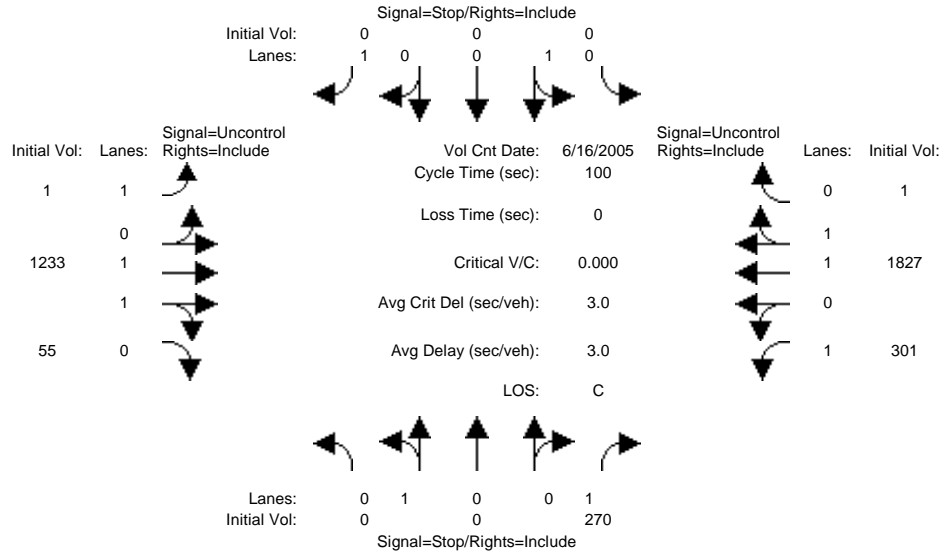 Signal=Stop/Rights=Include
Initial Vol: 0 0 0
Lanes: 1 0 0 1 0
Signal=Uncontrol
Rights=Include
Initial Vol: Lanes:
Vol Cnt Date: 6/16/2005
Signal=Uncontrol
Rights=Include
Lanes: Initial Vol:
Cycle Time (sec): 100
1 1
0 1
Loss Time (sec): 0
0
1
1233 1
Critical V/C: 0.000
1 1827
1
Avg Crit Del (sec/veh): 3.0
0
55 0
Avg Delay (sec/veh): 3.0
1 301
LOS: C
Lanes: 0 1 0 0 1
Initial Vol: 0 0 270
Signal=Stop/Rights=Include